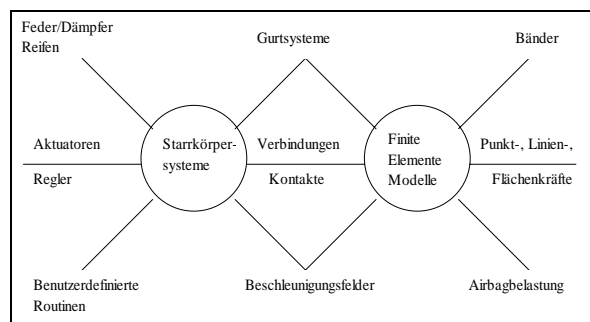 Feder/Dämpfer
Reifen
Gurtsysteme
Bänder
Aktuatoren
Regler
Starrkörper-
systeme
Verbindungen
Kontakte
Finite
Elemente
Modelle
Punkt-, Linien-,
Flächenkräfte
Benutzerdefinierte
Routinen
Beschleunigungsfelder
Airbagbelastung